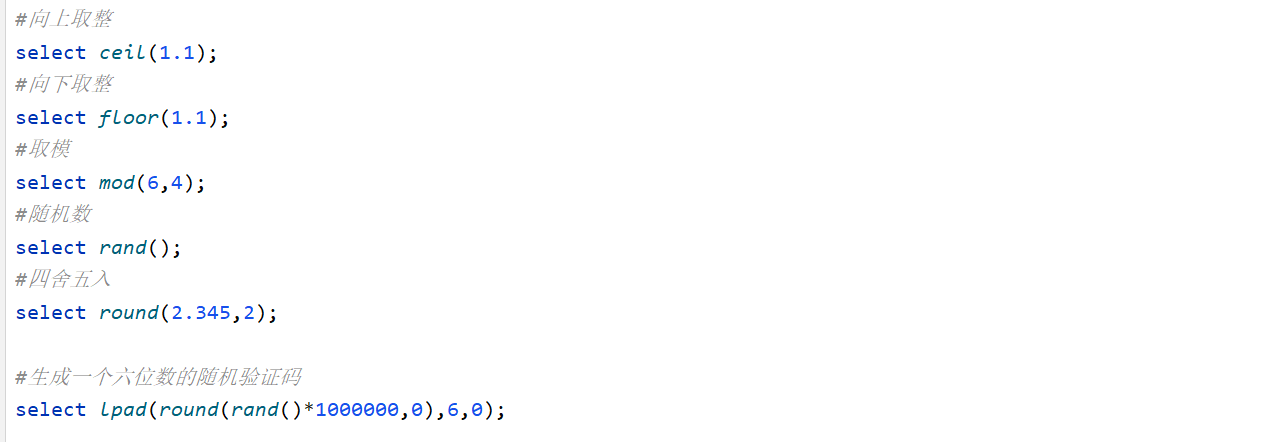 #向上取整
select ceil(1.1);
#向下取整
select floor(1.1);
#取模
select mod(6,4);
#随机数
select rand();
#四舍五入
select round(2.345,2);
#生成一个六位数的随机验证码
select lpad(round(rand()*1000000,0),6,0);